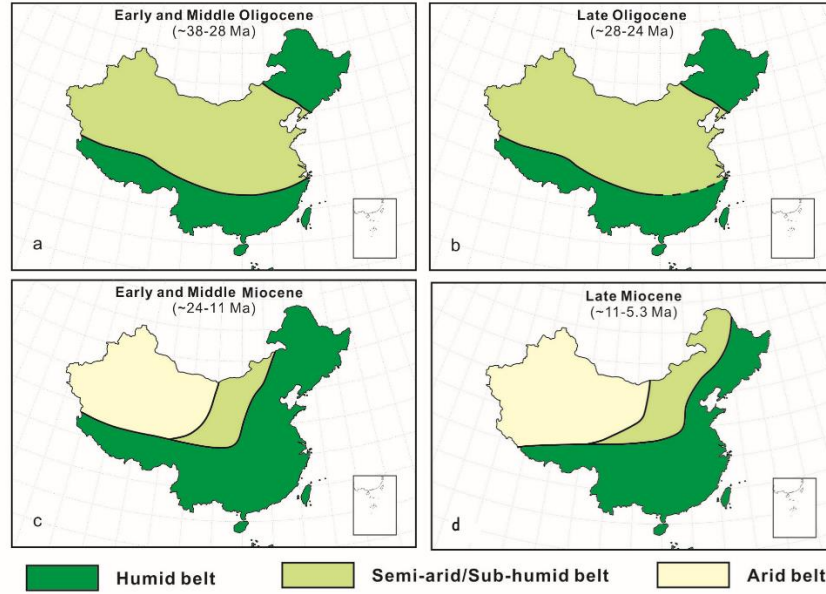 Early and Middle Oligocene
(~38-28 Ma)
a
Late Oligocene
(~28-24 Ma)
b
Early and Middle Miocene
(~24-11 Ma)
c
Late Miocene
(~11-5.3 Ma)
d
Humid belt
Semi-arid/Sub-humid belt
Arid belt